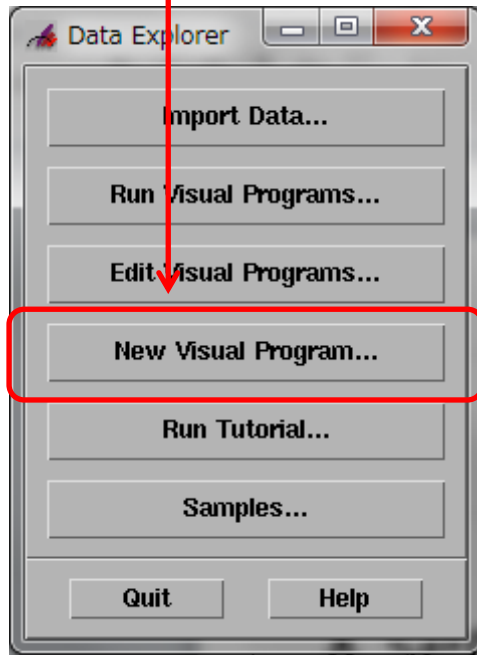 Data Explorer
Import Data...
Run Visual Programs...
Edit Visual Programs...
New Visual Program...
Run Tutorial...
Samples...
Quit Help